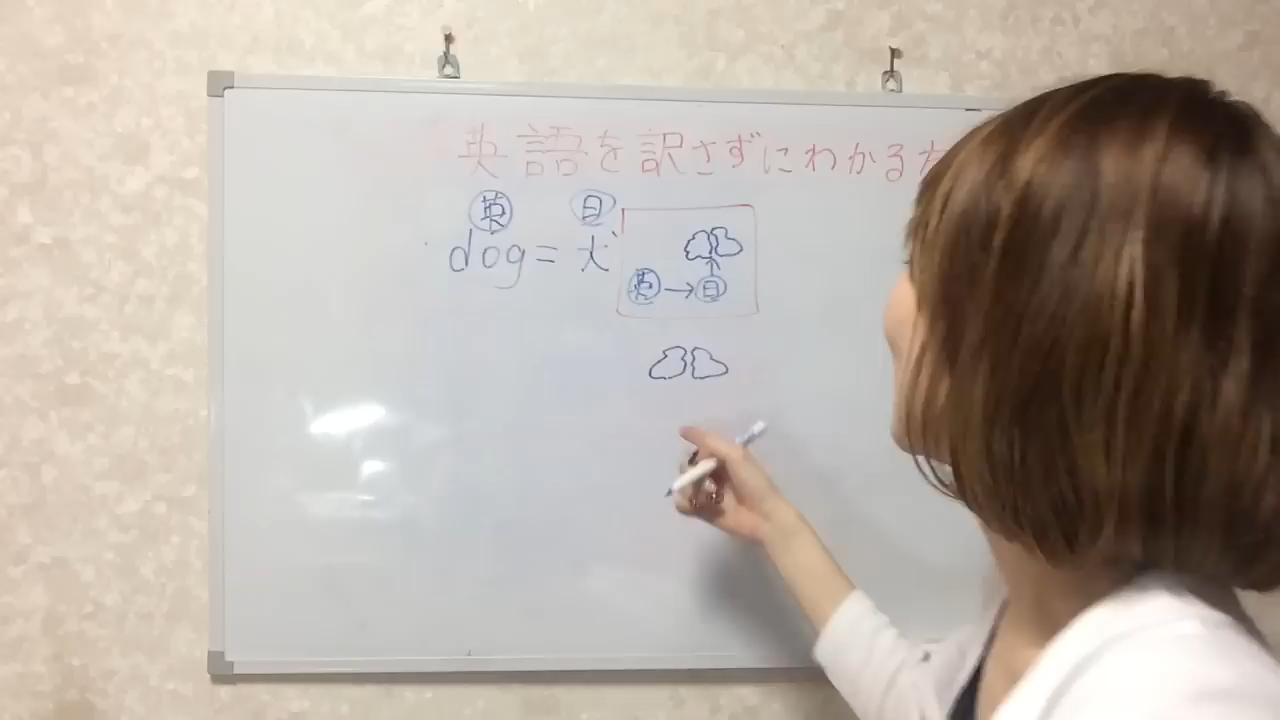 英語を訳さずにわかる
英 日
dog = 犬
英 → 日